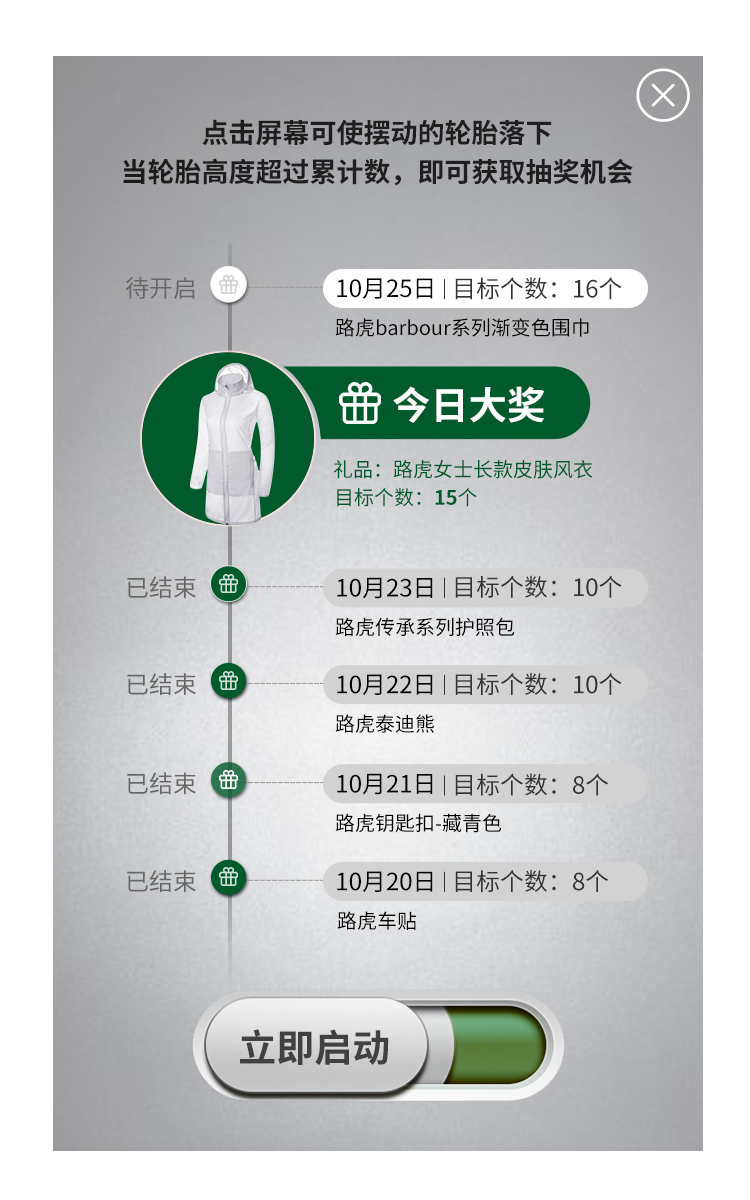 点击屏幕可使摆动的轮胎落下
当轮胎高度超过累计数，即可获取抽奖机会
待开启
10月25日|目标个数：16个
路虎barbour系列渐变色围巾
今日大奖
礼品：路虎女士长款皮肤风衣
目标个数：15个
已结束
10月23日|目标个数：10个
路虎传承系列护照包
已结束
10月22日|目标个数：10个
路虎泰迪熊
已结束
10月21日|目标个数：8个
路虎钥匙扣-藏青色
已结束
10月20日|目标个数：8个
路虎车贴
立即启动